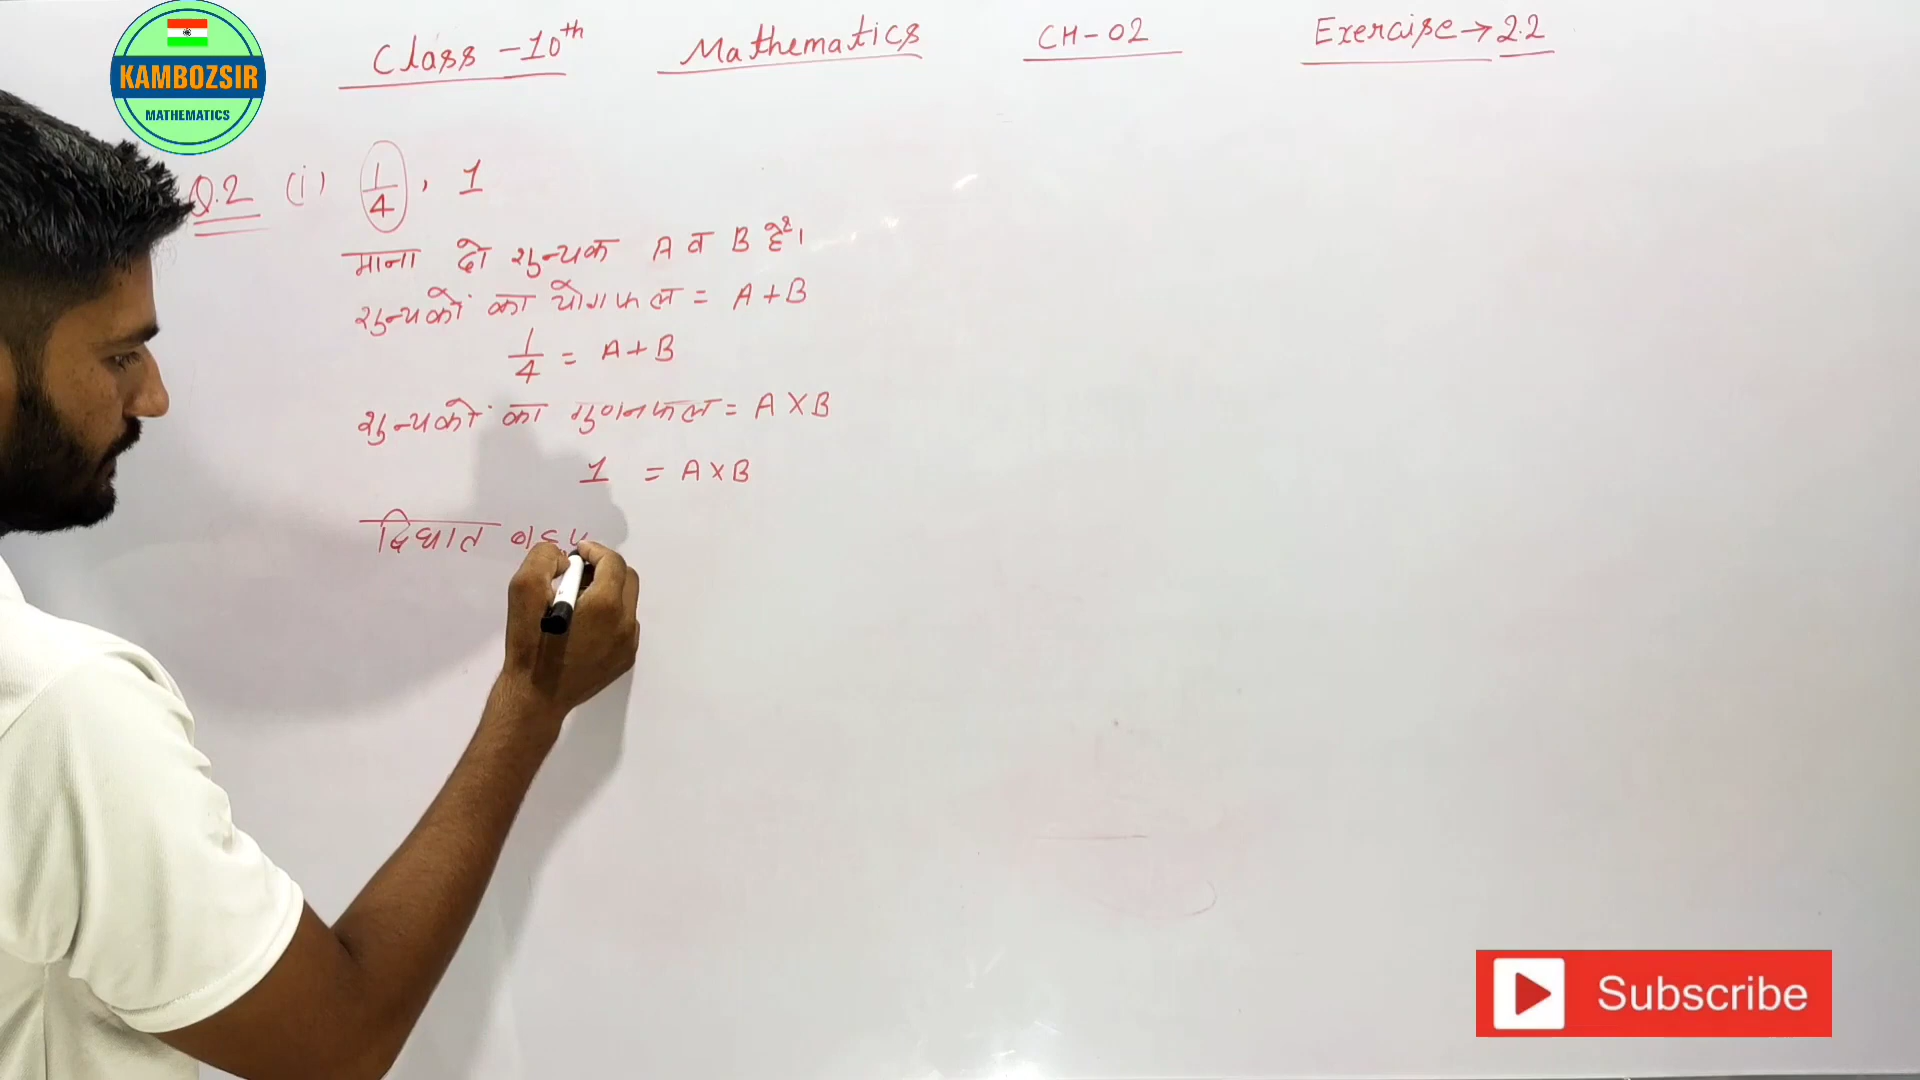 KAMBOZSIR
MATHEMATICS
Class - 10th Mathematics CH-02 Exercise → 2.2
Q.2 (i) 1/4, 1
माना दो शुन्यक A व B है।
शुन्यकों का योगफल = A+B
1/4 = A+B
शुन्यकों का गुणनफल = A×B
1 = A×B
द्विघात बहुप
Subscribe